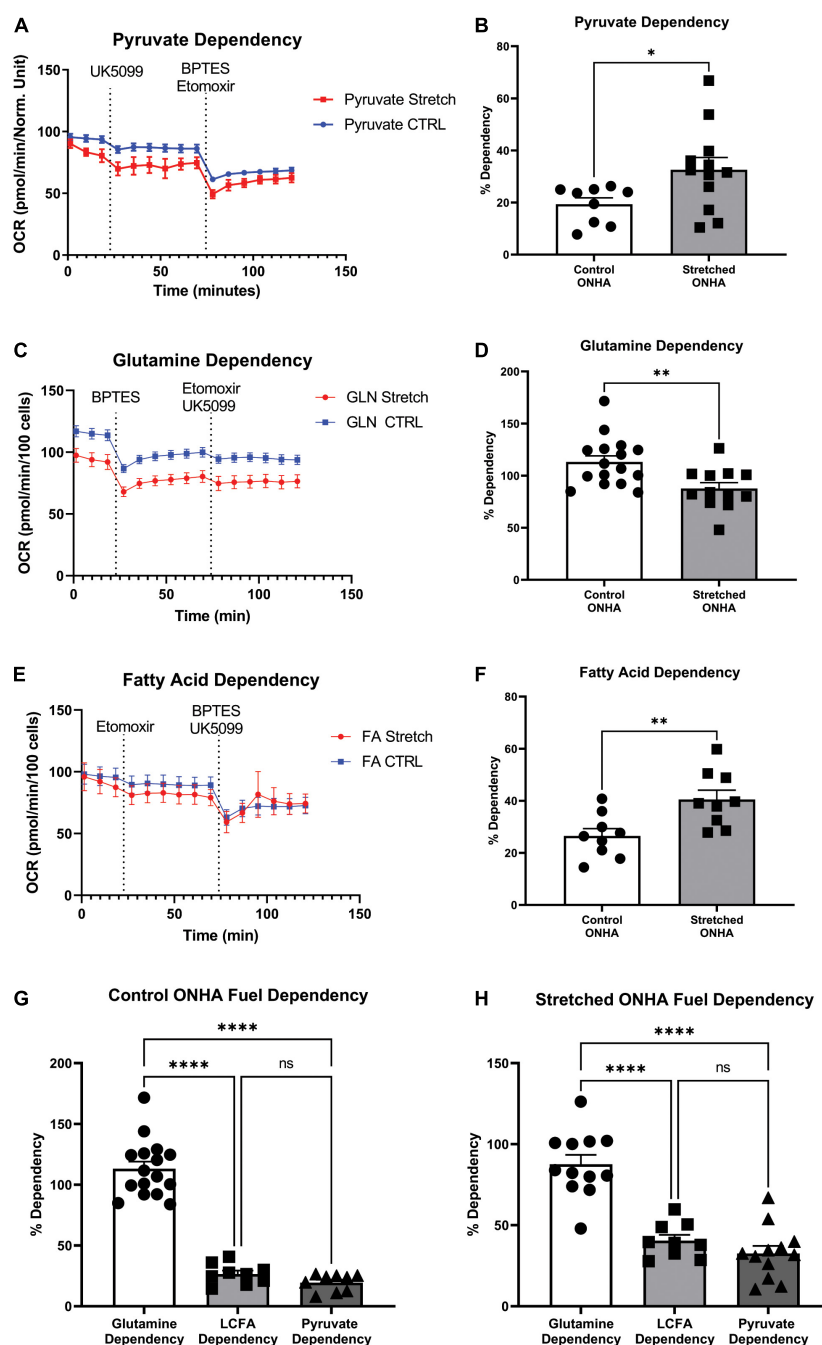 A
Pyruvate Dependency
UK5099
BPTES
Etomoxir
Pyruvate Stretch
Pyruvate CTRL
OCR (pmol/min/Norm. Unit)
150
100
50
0
0 50 100 150
Time (minutes)
B
Pyruvate Dependency
*
% Dependency
80
60
40
20
0
Control
ONHA
Stretched
ONHA
C
Glutamine Dependency
BPTES
Etomoxir
UK5099
GLN Stretch
GLN CTRL
OCR (pmol/min/100 cells)
150
100
50
0
0 50 100 150
Time (min)
D
Glutamine Dependency
**
% Dependency
200
150
100
50
0
Control
ONHA
Stretched
ONHA
E
Fatty Acid Dependency
Etomoxir
BPTES
UK5099
FA Stretch
FA CTRL
OCR (pmol/min/100 cells)
150
100
50
0
0 50 100 150
Time (min)
F
Fatty Acid Dependency
**
% Dependency
80
60
40
20
0
Control
ONHA
Stretched
ONHA
G
Control ONHA Fuel Dependency
****
****
ns
% Dependency
200
150
100
50
0
Glutamine
Dependency
LCFA
Dependency
Pyruvate
Dependency
H
Stretched ONHA Fuel Dependency
****
****
ns
% Dependency
150
100
50
0
Glutamine
Dependency
LCFA
Dependency
Pyruvate
Dependency